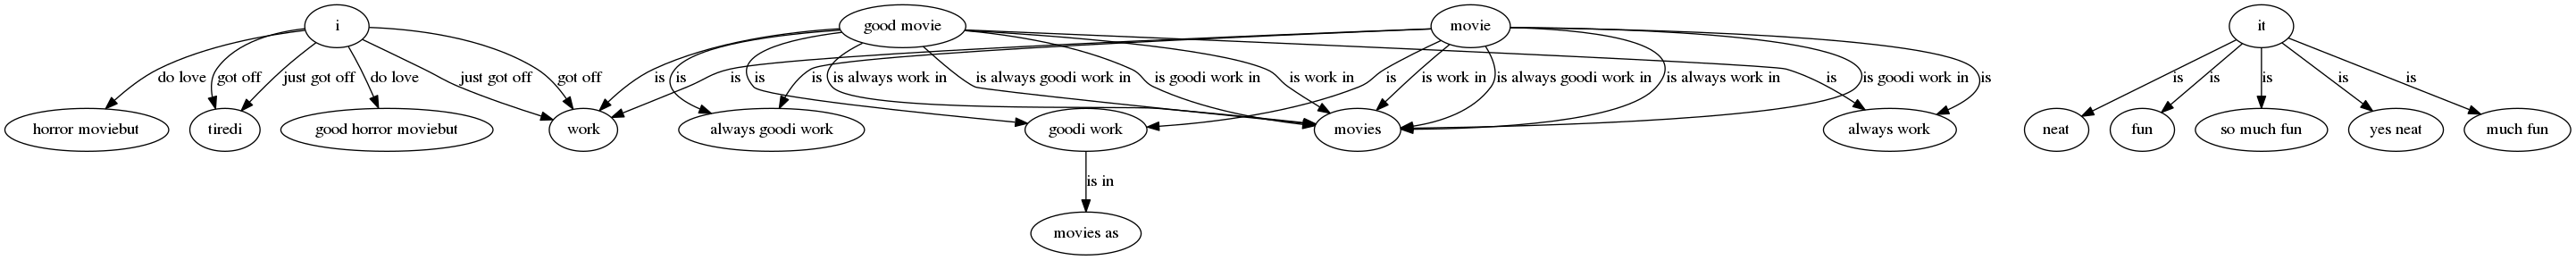 i
good movie
movie
it
do love
got off
just got off
do love
just got off
got off
is
is
is
is
is
is always work in
is always goodi work in
is goodi work in
is work in
is
is work in
is always goodi work in
is always work in
is
is goodi work in
is
is
is
is
is
is
horror moviebut
tiredi
good horror moviebut
work
always goodi work
goodi work
movies
always work
neat
fun
so much fun
yes neat
much fun
is in
movies as